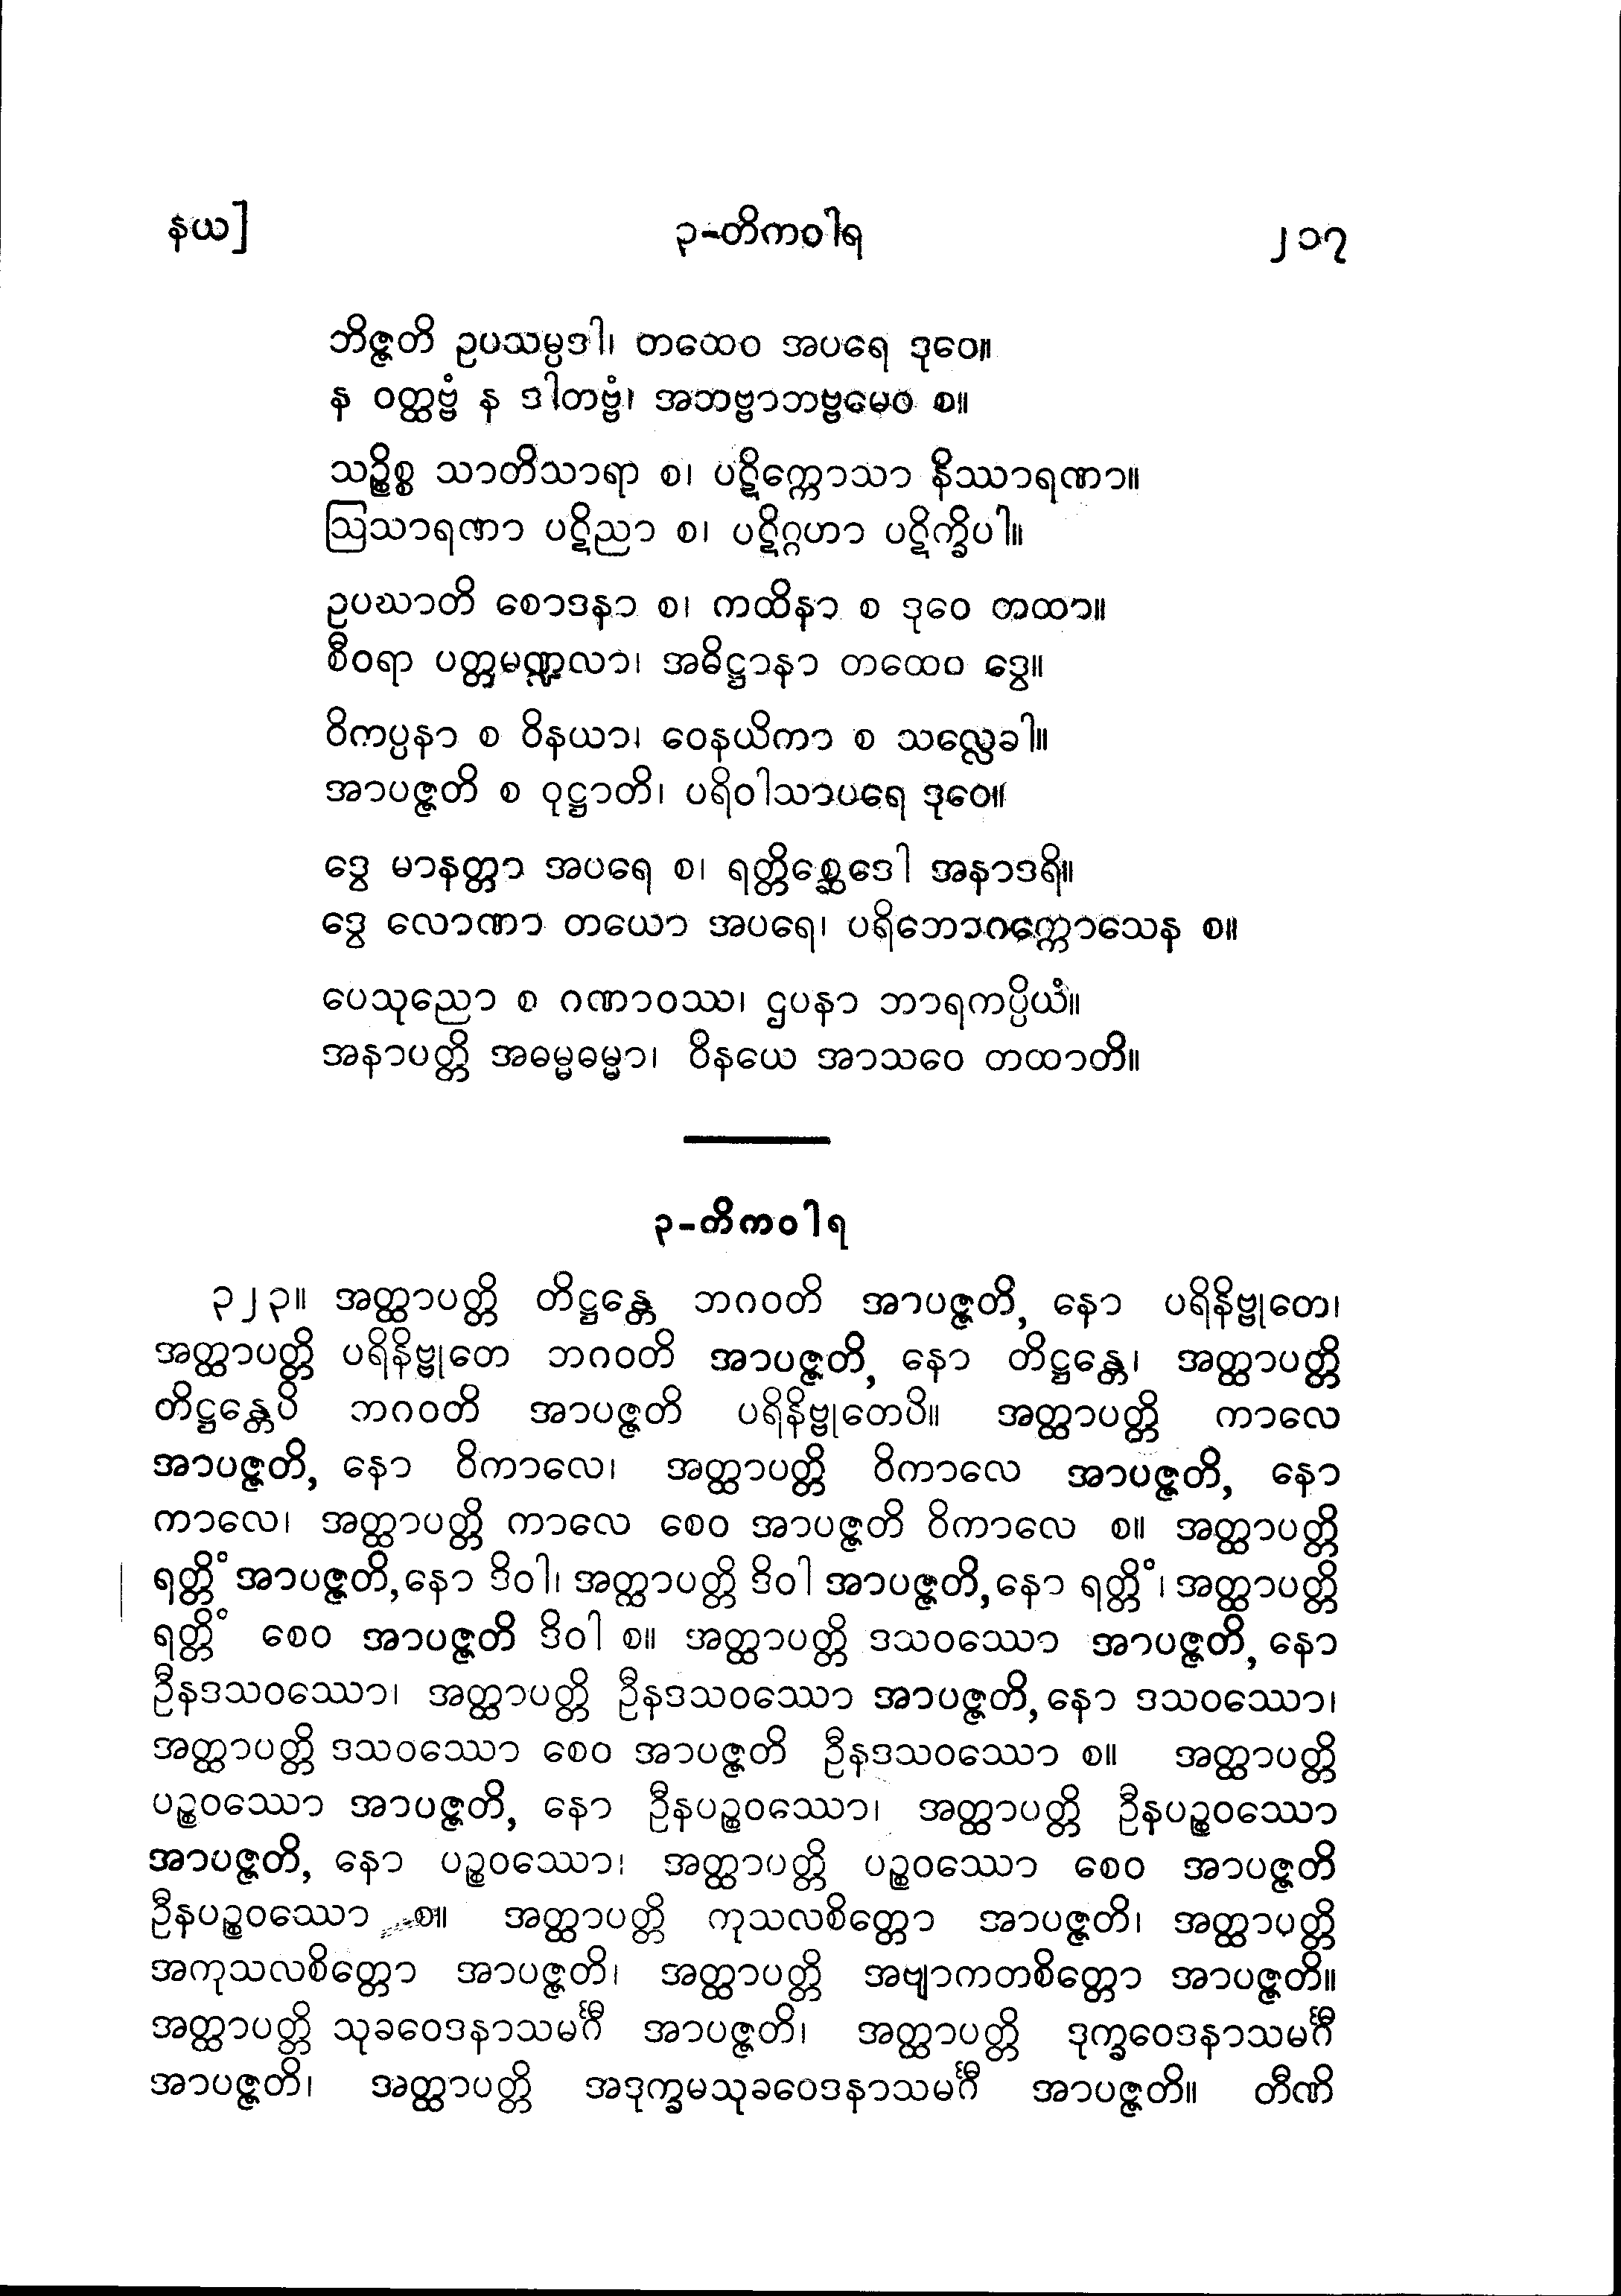 နယ]
၃-တိကဝါရ
၂၁၇
ဘိဇ္ဇတိ ဥပသမ္ပဒါ၊ တထေဝ အပရေ ဒုဝေ။
န ဝတ္ထဗ္ဗံ န ဒါတဗ္ဗံ၊ အဘဗ္ဗာဘဗ္ဗမေဝ စ။
သဉ္စိစ္စ သာတိသာရာ စ၊ ပဋိက္ကောသာ နိဿာရဏာ။
ဩသာရဏာ ပဋိညာ စ၊ ပဋိဂ္ဂဟာ ပဋိက္ခိပါ။
ဥပဃာတိ စောဒနာ စ၊ ကထိနာ စ ဒုဝေ တထာ။
စီဝရာ ပတ္တမဏ္ဍလာ၊ အဓိဋ္ဌာနာ တထေဝ ဒွေ။
ဝိကပ္ပနာ စ ဝိနယာ၊ ဝေနယိကာ စ သလ္လေခါ။
အာပဇ္ဇတိ စ ဝုဋ္ဌာတိ၊ ပရိဝါသာပရေ ဒုဝေ။
ဒွေ မာနတ္တာ အပရေ စ၊ ရတ္တိစ္ဆေဒေါ အနာဒရိ။
ဒွေ လောဏာ တယော အပရေ၊ ပရိဘောဂက္ကောသေန စ။
ပေသုညော စ ဂဏာဝဿ၊ ဌပနာ ဘာရကပ္ပိယံ။
အနာပတ္တိ အဓမ္မဓမ္မာ၊ ဝိနယေ အာသဝေ တထာတိ။
၃-တိကဝါရ
၃၂၃။ အတ္ထာပတ္တိ တိဋ္ဌန္တေ ဘဂဝတိ အာပဇ္ဇတိ, နော ပရိနိဗ္ဗုတေ၊
အတ္ထာပတ္တိ ပရိနိဗ္ဗုတေ ဘဂဝတိ အာပဇ္ဇတိ, နော တိဋ္ဌန္တေ၊ အတ္ထာပတ္တိ
တိဋ္ဌန္တေပိ ဘဂဝတိ အာပဇ္ဇတိ ပရိနိဗ္ဗုတေပိ။ အတ္ထာပတ္တိ ကာလေ
အာပဇ္ဇတိ, နော ဝိကာလေ၊ အတ္ထာပတ္တိ ဝိကာလေ အာပဇ္ဇတိ, နော
ကာလေ၊ အတ္ထာပတ္တိ ကာလေ စေဝ အာပဇ္ဇတိ ဝိကာလေ စ။ အတ္ထာပတ္တိ
ရတ္တိံ အာပဇ္ဇတိ, နော ဒိဝါ၊ အတ္ထာပတ္တိ ဒိဝါ အာပဇ္ဇတိ, နော ရတ္တိံ၊ အတ္ထာပတ္တိ
ရတ္တိံ စေဝ အာပဇ္ဇတိ ဒိဝါ စ။ အတ္ထာပတ္တိ ဒသဝဿော အာပဇ္ဇတိ, နော
ဦနဒသဝဿော၊ အတ္ထာပတ္တိ ဦနဒသဝဿော အာပဇ္ဇတိ, နော ဒသဝဿော၊
အတ္ထာပတ္တိ ဒသဝဿော စေဝ အာပဇ္ဇတိ ဦနဒသဝဿော စ။ အတ္ထာပတ္တိ
ပဉ္စဝဿော အာပဇ္ဇတိ, နော ဦနပဉ္စဝဿော၊ အတ္ထာပတ္တိ ဦနပဉ္စဝဿော
အာပဇ္ဇတိ, နော ပဉ္စဝဿော၊ အတ္ထာပတ္တိ ပဉ္စဝဿော စေဝ အာပဇ္ဇတိ
ဦနပဉ္စဝဿော စ။ အတ္ထာပတ္တိ ကုသလစိတ္တော အာပဇ္ဇတိ၊ အတ္ထာပတ္တိ
အကုသလစိတ္တော အာပဇ္ဇတိ၊ အတ္ထာပတ္တိ အဗျာကတစိတ္တော အာပဇ္ဇတိ။
အတ္ထာပတ္တိ သုခဝေဒနာသမင်္ဂီ အာပဇ္ဇတိ၊ အတ္ထာပတ္တိ ဒုက္ခဝေဒနာသမင်္ဂီ
အာပဇ္ဇတိ၊ အတ္ထာပတ္တိ အဒုက္ခမသုခဝေဒနာသမင်္ဂီ အာပဇ္ဇတိ။ တီဏိ